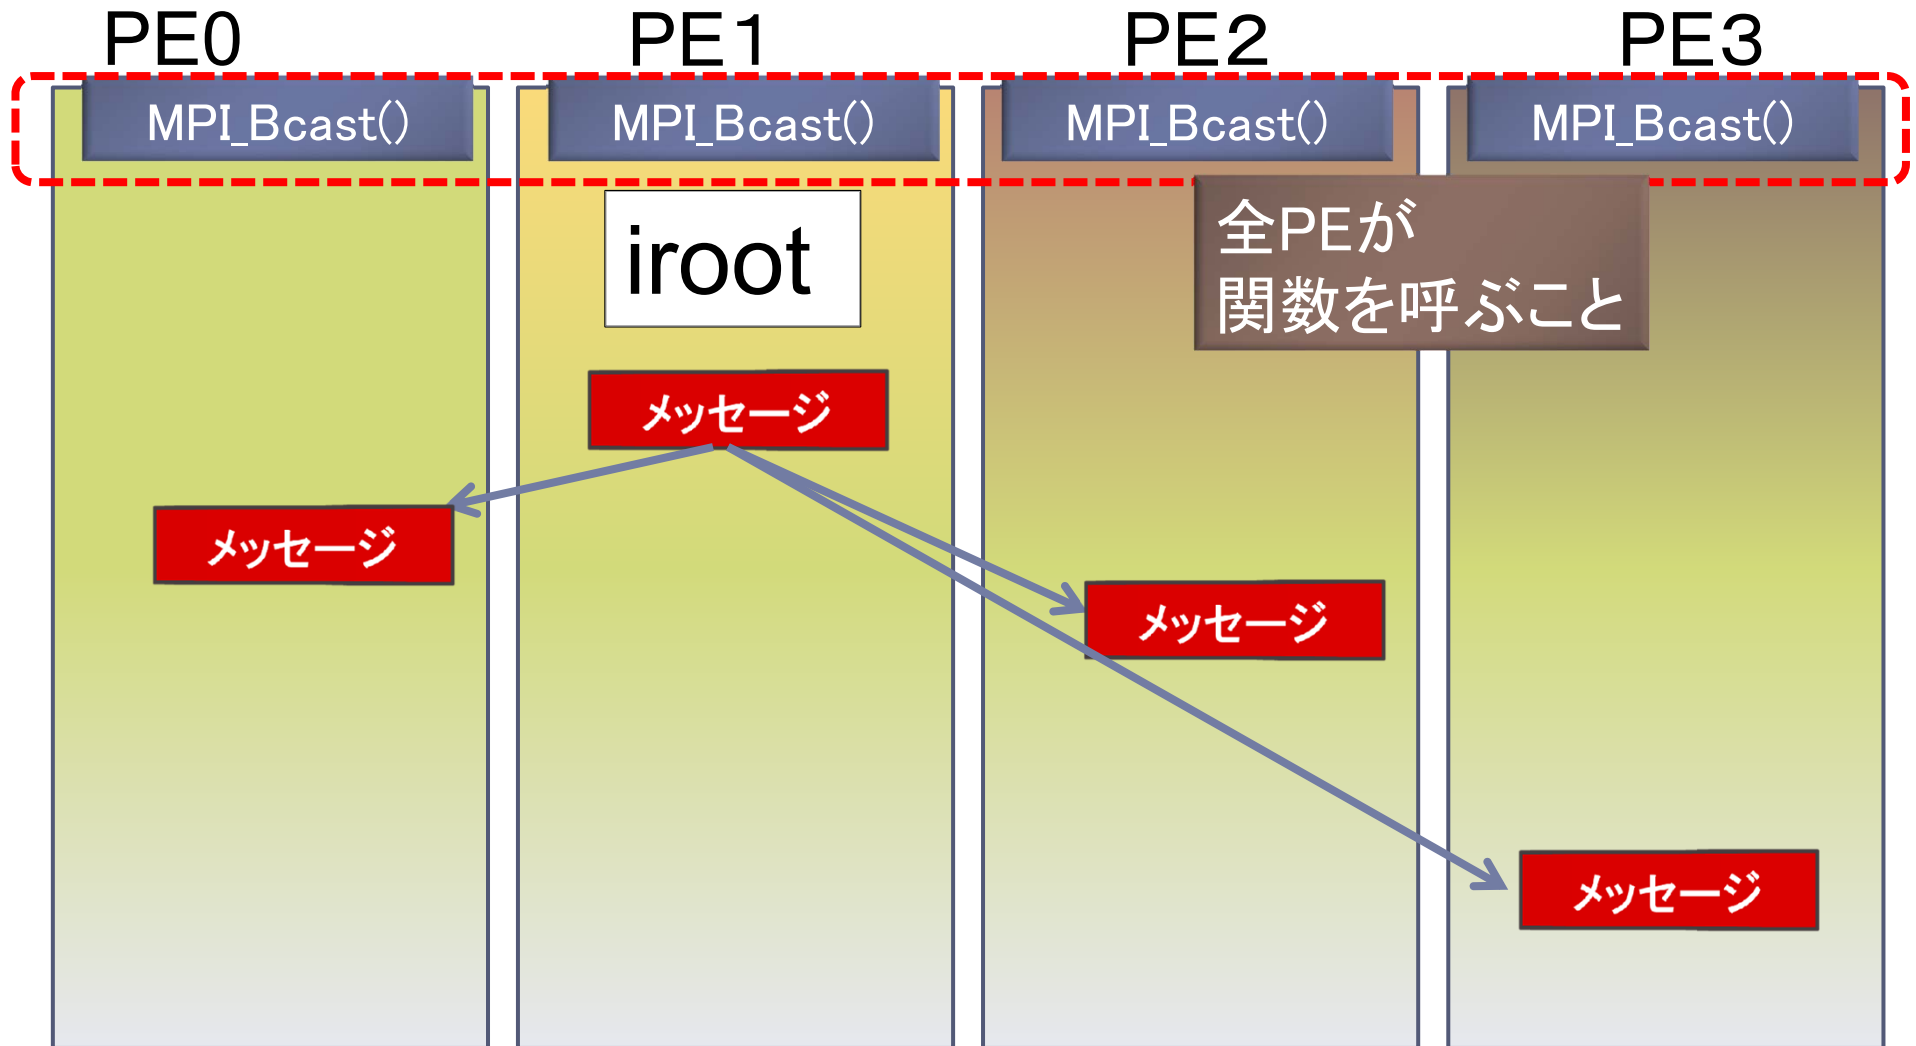 PE0
PE1
PE2
PE3
MPI_Bcast()
MPI_Bcast()
MPI_Bcast()
MPI_Bcast()
iroot
全PEが
関数を呼ぶこと
メッセージ
メッセージ
メッセージ
メッセージ